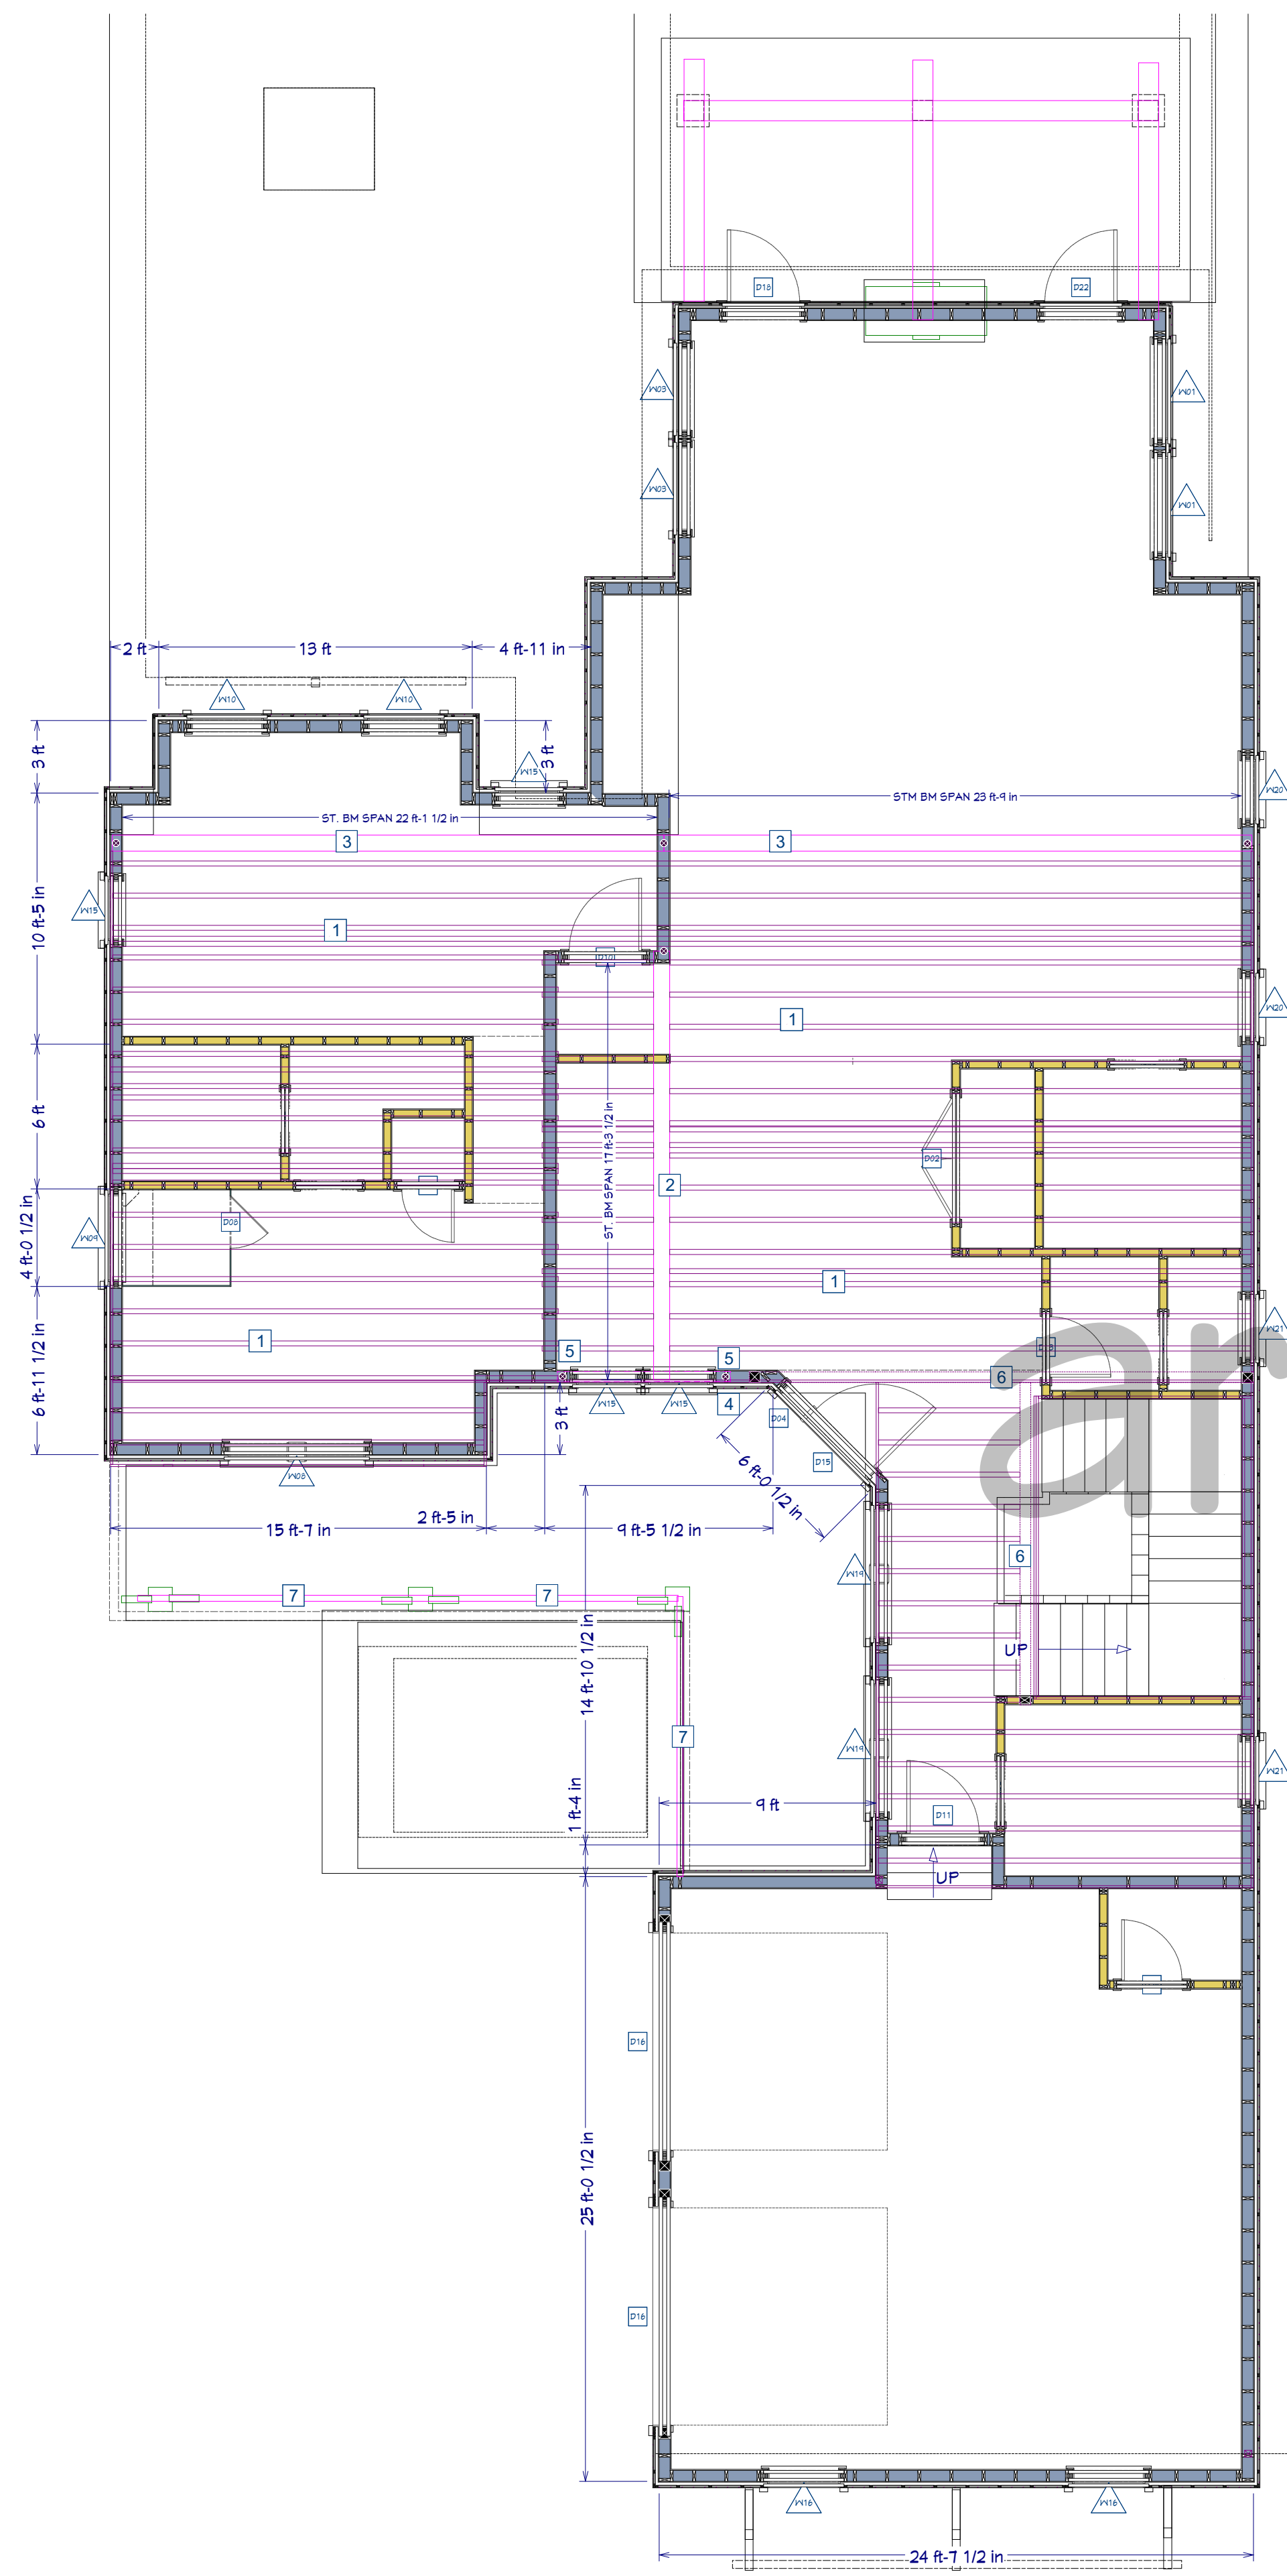 D18
D22
W03
W01
W03
W01
2 ft
13 ft
4 ft-11 in
W10
W10
3 ft
3 ft
W15
W20
ST. BM SPAN 22 ft-1 1/2 in
STM BM SPAN 23 ft-9 in
3
3
W15
10 ft-5 in
1
D10
W20
1
6 ft
ST. BM SPAN 17 ft-3 1/2 in
D02
2
D08
W09
4 ft-0 1/2 in
1
W21
1
5
5
6
6 ft-11 1/2 in
W15
W15
4
3 ft
D04
D15
W08
6 ft-0 1/2 in
15 ft-7 in
2 ft-5 in
9 ft-5 1/2 in
ar
6
W19
7
7
14 ft-10 1/2 in
UP
7
W19
W21
1 ft-4 in
9 ft
D11
UP
D16
25 ft-0 1/2 in
D16
W16
W16
24 ft-7 1/2 in